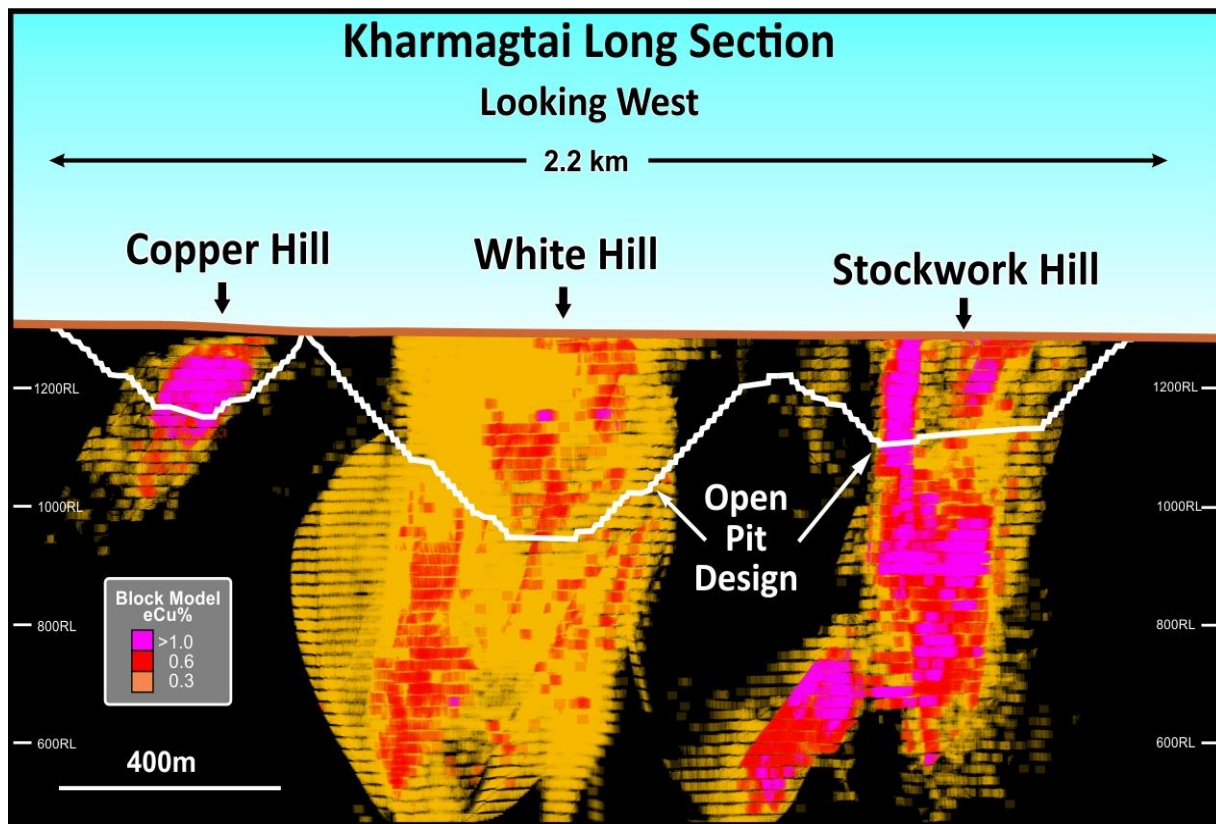 Kharmagtai Long Section
Looking West
2.2 km
Copper Hill
White Hill
Stockwork Hill
1200RL
1200RL
1000RL
1000RL
Open
Pit
Design
Block Model
eCu%
>1.0
0.6
0.3
800RL
800RL
600RL
600RL
400m